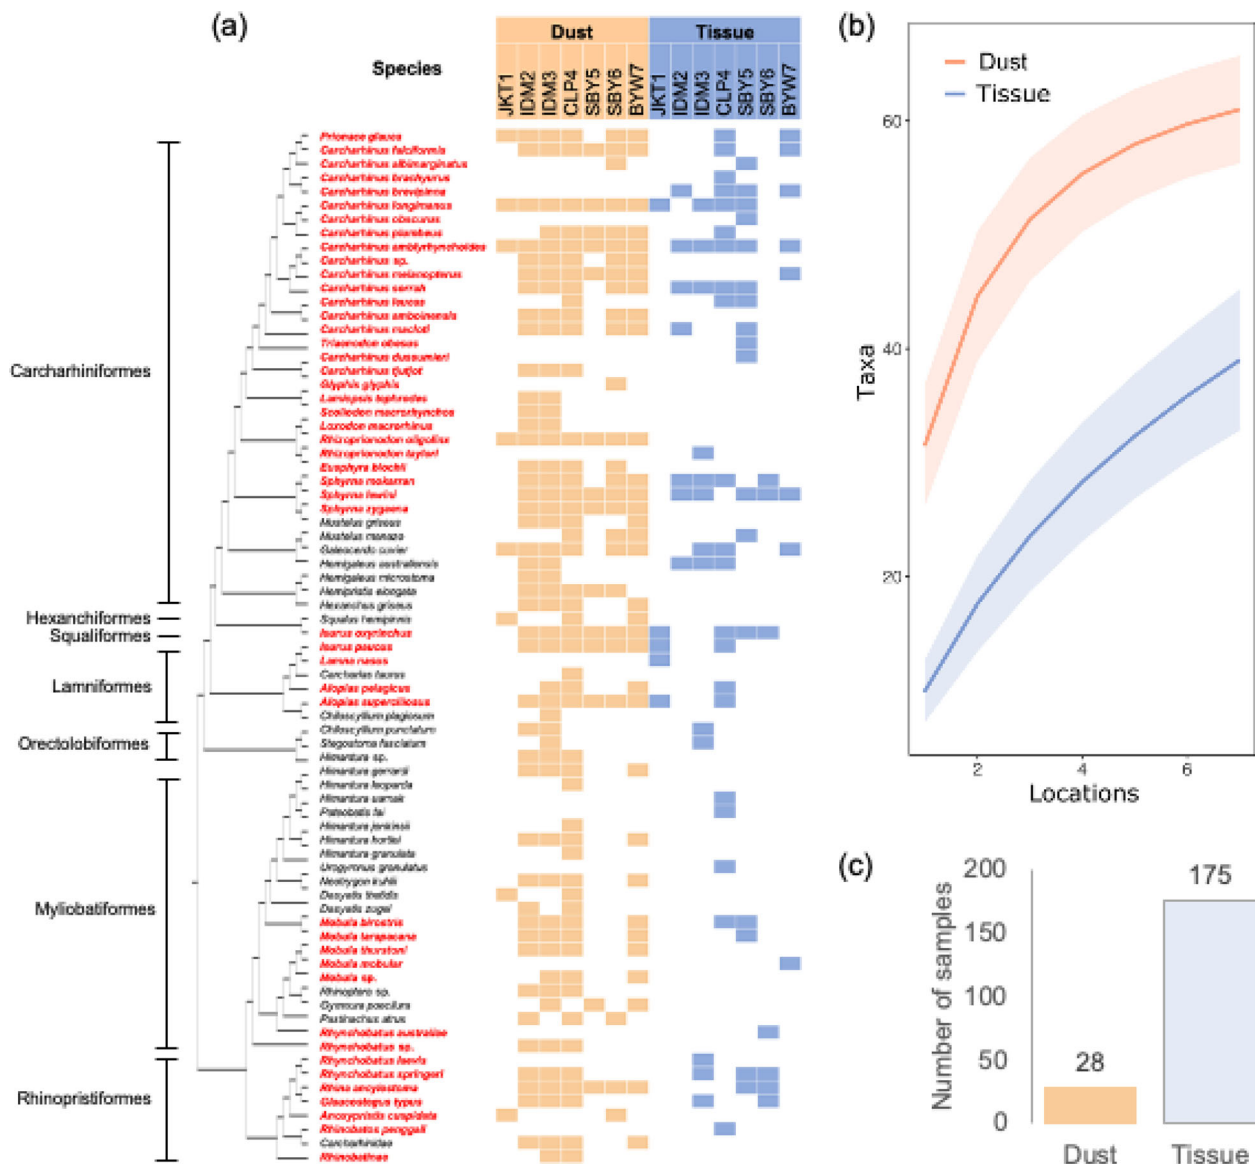 (a)
Dust
Tissue
Species
JKT1
IDM2
IDM3
CLP4
SBY5
SBY6
BYW7
JKT1
IDM2
IDM3
CLP4
SBY5
SBY6
BYW7
Prionace glauca
Carcharhinus falciformis
Carcharhinus albimarginatus
Carcharhinus brachyurus
Carcharhinus brevipinna
Carcharhinus longimanus
Carcharhinus obscurus
Carcharhinus plumbeus
Carcharhinus amblyrhynchoides
Carcharhinus sp.
Carcharhinus melanopterus
Carcharhinus sorrah
Carcharhinus leucas
Carcharhinus amboinensis
Carcharhinus macloti
Triaenodon obesus
Carcharhinus dussumieri
Carcharhinus tjutjot
Glyphis glyphis
Lamiopsis tephrodes
Scoliodon macrorhynchos
Loxodon macrorhinus
Rhizoprionodon oligolinx
Rhizoprionodon taylori
Eusphyra blochii
Sphyrna mokarran
Sphyrna lewini
Sphyrna zygaena
Mustelus griseus
Mustelus manazo
Galeocerdo cuvier
Hemigaleus australiensis
Hemigaleus microstoma
Hemipristis elongata
Hexanchus griseus
Squalus hemipinnis
Isurus oxyrinchus
Isurus paucus
Lamna nasus
Carcharias taurus
Alopias pelagicus
Alopias superciliosus
Chiloscyllium plagiosum
Chiloscyllium punctatum
Stegostoma fasciatum
Himantura sp.
Himantura gerrardi
Himantura leoparda
Himantura uarnak
Pateobatis fai
Himantura jenkinsii
Himantura hortlei
Himantura granulata
Urogymnus granulatus
Neotrygon kuhlii
Dasyatis thetidis
Dasyatis zugei
Mobula birostris
Mobula tarapacana
Mobula thurstoni
Mobula mobular
Mobula sp.
Rhinoptera sp.
Gymnura poecilura
Pastinachus atrus
Rhynchobatus australiae
Rhynchobatus sp.
Rhynchobatus laevis
Rhynchobatus springeri
Rhina ancylostoma
Glaucostegus typus
Anoxypristis cuspidata
Rhinobatos penggali
Carcharhinidae
Rhinobatinae
Carcharhiniformes
Hexanchiformes
Squaliformes
Lamniformes
Orectolobiformes
Myliobatiformes
Rhinopristiformes
(b)
Dust
Tissue
Taxa
60
40
20
2
4
6
Locations
(c)
Number of samples
200
150
100
50
0
28
175
Dust
Tissue